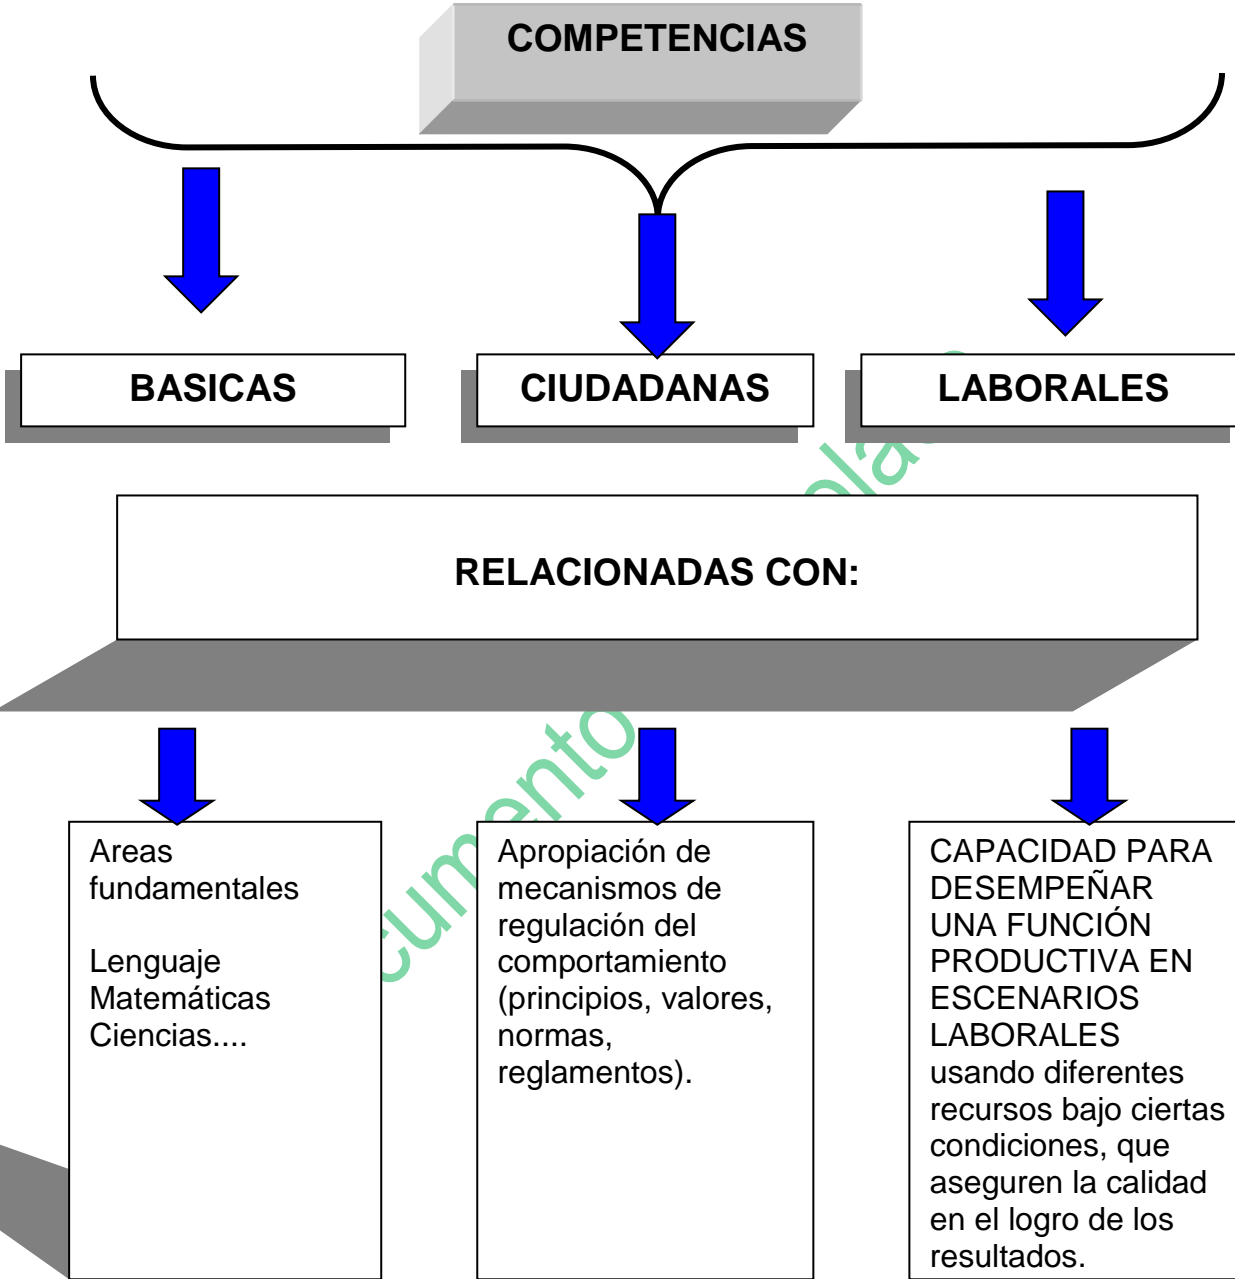 COMPETENCIAS
BASICAS
CIUDADANAS
LABORALES
RELACIONADAS CON:
Areas
fundamentales
Lenguaje
Matemáticas
Ciencias....
Apropiación de
mecanismos de
regulación del
comportamiento
(principios, valores,
normas,
reglamentos).
CAPACIDAD PARA
DESEMPEÑAR
UNA FUNCIÓN
PRODUCTIVA EN
ESCENARIOS
LABORALES
usando diferentes
recursos bajo ciertas
condiciones, que
aseguren la calidad
en el logro de los
resultados.